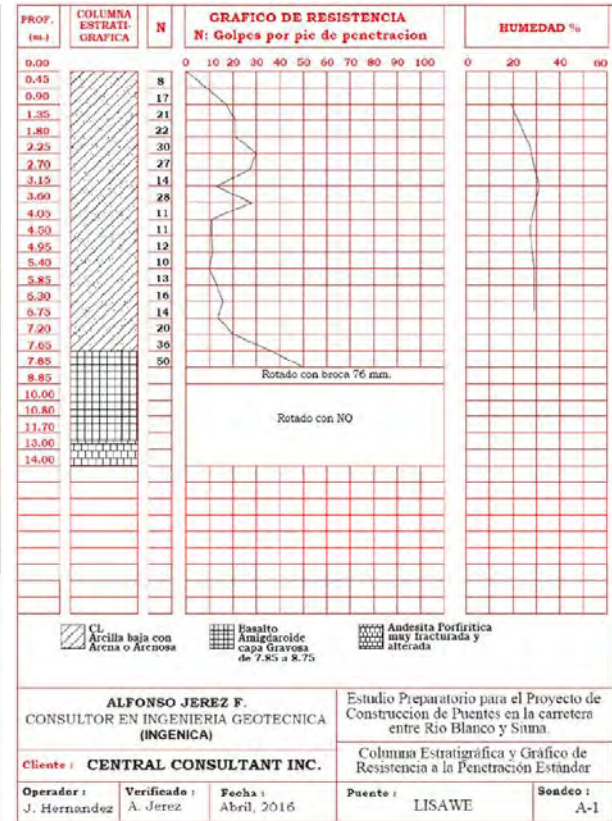 PROF. (m.)
COLUMNA ESTRATI- GRAFICA
N
GRAFICO DE RESISTENCIA
N: Golpes por pie de penetracion
HUMEDAD %
0 10 20 30 40 50 60 70 80 90 100
0 20 40 60
0.00
0.45 8
0.90 17
1.35 21
1.80 22
2.25 30
2.70 27
3.15 14
3.60 28
4.05 11
4.50 11
4.95 12
5.40 10
5.85 13
6.30 16
6.75 14
7.20 20
7.65 36
7.85 50
8.85
Rotado con broca 76 mm.
10.00
10.80
11.70
13.00
14.00
Rotado con NQ
CL
Arcilla baja con
Arena o Arenosa
Basalto
Amigdaroide
capa Gravosa
de 7.85 a 8.75
Andesita Porfiritica
muy fracturada y
alterada
ALFONSO JEREZ F.
CONSULTOR EN INGENIERIA GEOTECNICA
(INGENICA)
Estudio Preparatorio para el Proyecto de
Construccion de Puentes en la carretera
entre Rio Blanco y Siuna.
Cliente : CENTRAL CONSULTANT INC.
Columna Estratigráfica y Gráfico de
Resistencia a la Penetración Estándar
Operador :
J. Hernandez
Verificado :
A. Jerez
Fecha :
Abril, 2016
Puente :
LISAWE
Sondeo :
A-1